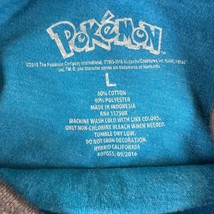 POKéMON
©2016 The Pokémon Company International. ©1995-2016 Nintendo/Creatures Inc./GAME FREAK
inc. TM, ®, and character names are trademarks of Nintendo.
L
60% COTTON
40% POLYESTER
MADE IN INDONESIA
RN#
MACHINE WASH COLD WITH LIKE COLORS.
ONLY NON-CHLORINE BLEACH WHEN NEEDED.
TUMBLE DRY LOW.
DO NOT IRON DECORATION.
HYBRID CALIFORNIA
09/2016